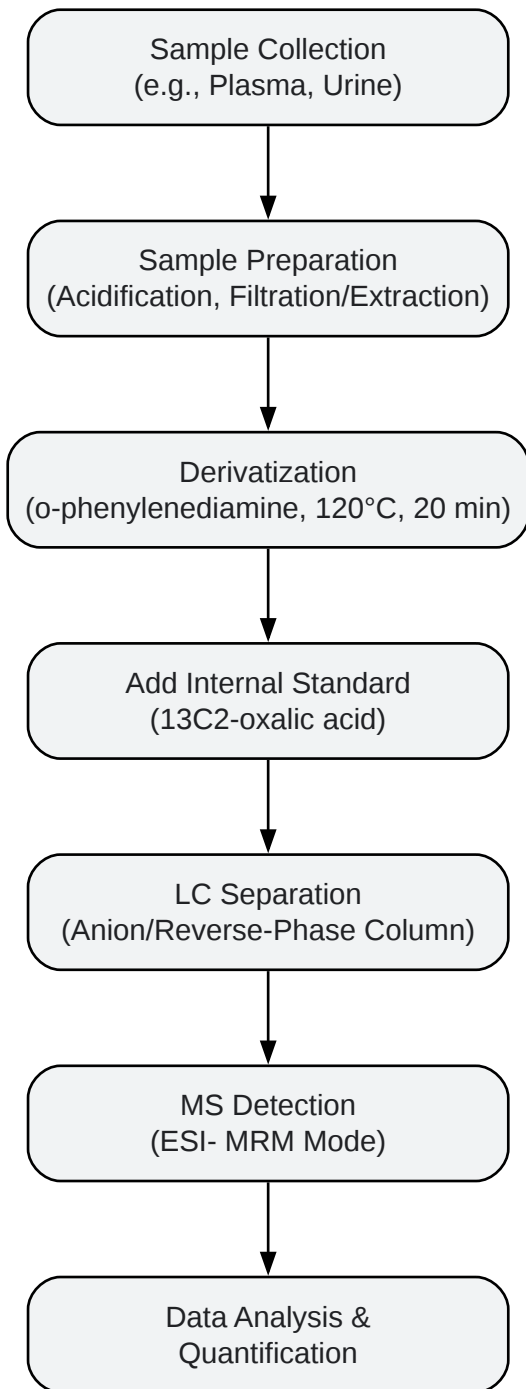 Sample Collection
(e.g., Plasma, Urine)
Sample Preparation
(Acidification, Filtration/Extraction)
Derivatization
(o-phenylenediamine, 120°C, 20 min)
Add Internal Standard
(13C2-oxalic acid)
LC Separation
(Anion/Reverse-Phase Column)
MS Detection
(ESI- MRM Mode)
Data Analysis &
Quantification